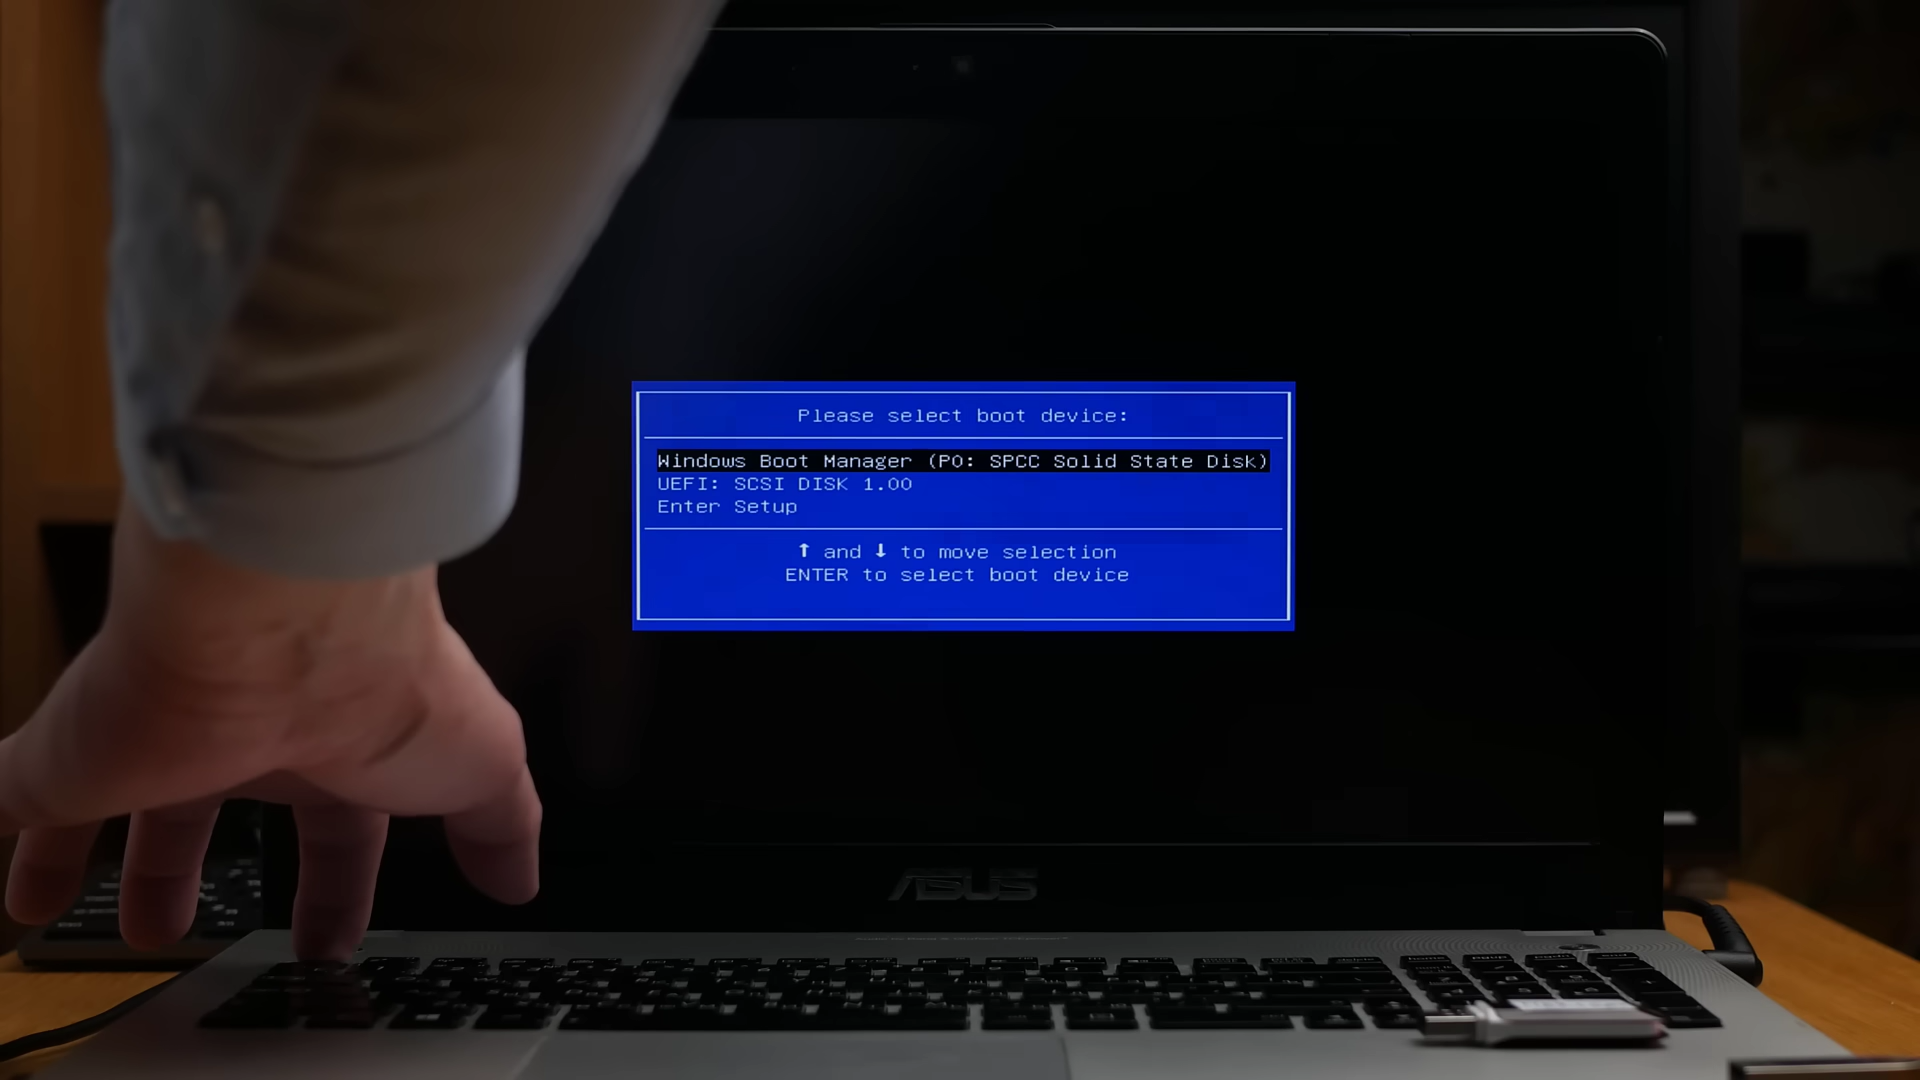 Please select boot device:
Windows Boot Manager (P0: SPCC Solid State Disk)
UEFI: SCSI DISK 1.00
Enter Setup
↑ and ↓ to move selection
ENTER to select boot device
ASUS